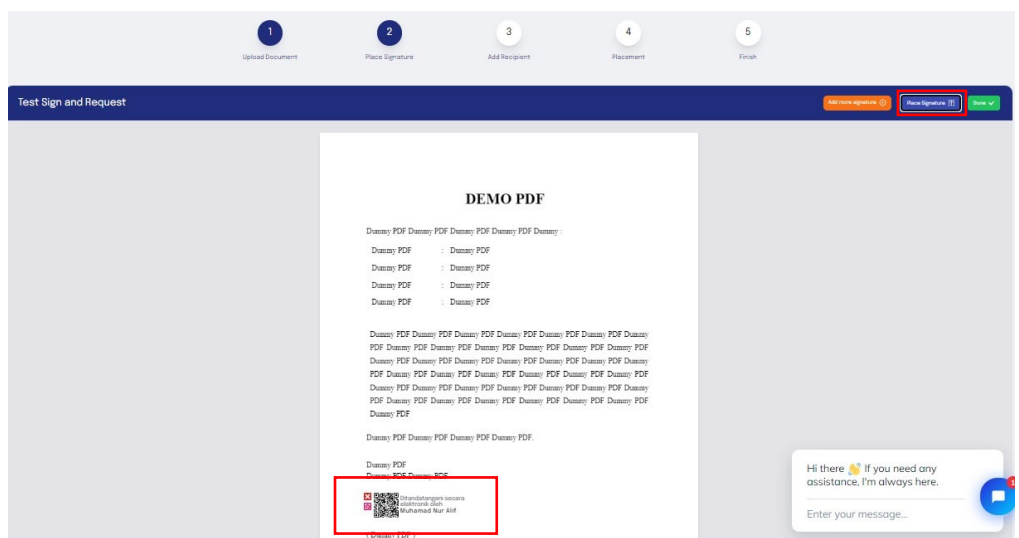 1
2
3
4
5
Upload Document
Place Signature
Add Recipient
Placement
Finish
Test Sign and Request
Add more signature
Place Signature
Done
DEMO PDF
Dummy PDF Dummy PDF Dummy PDF Dummy PDF Dummy :
Dummy PDF : Dummy PDF
Dummy PDF : Dummy PDF
Dummy PDF : Dummy PDF
Dummy PDF : Dummy PDF
Dummy PDF Dummy PDF Dummy PDF Dummy PDF Dummy PDF Dummy PDF Dummy
PDF Dummy PDF Dummy PDF Dummy PDF Dummy PDF Dummy PDF Dummy PDF
Dummy PDF Dummy PDF Dummy PDF Dummy PDF Dummy PDF Dummy PDF Dummy
PDF Dummy PDF Dummy PDF Dummy PDF Dummy PDF Dummy PDF Dummy PDF
Dummy PDF Dummy PDF Dummy PDF Dummy PDF Dummy PDF Dummy PDF Dummy
PDF Dummy PDF Dummy PDF Dummy PDF Dummy PDF Dummy PDF Dummy PDF
Dummy PDF
Dummy PDF Dummy PDF Dummy PDF Dummy PDF.
Dummy PDF
Dummy PDF Dummy PDF
Ditandatangani secara
elektronik oleh
Muhamad Nur Alif
( Dummy PDF )
Hi there 👋 If you need any
assistance, I'm always here.
1
Enter your message...